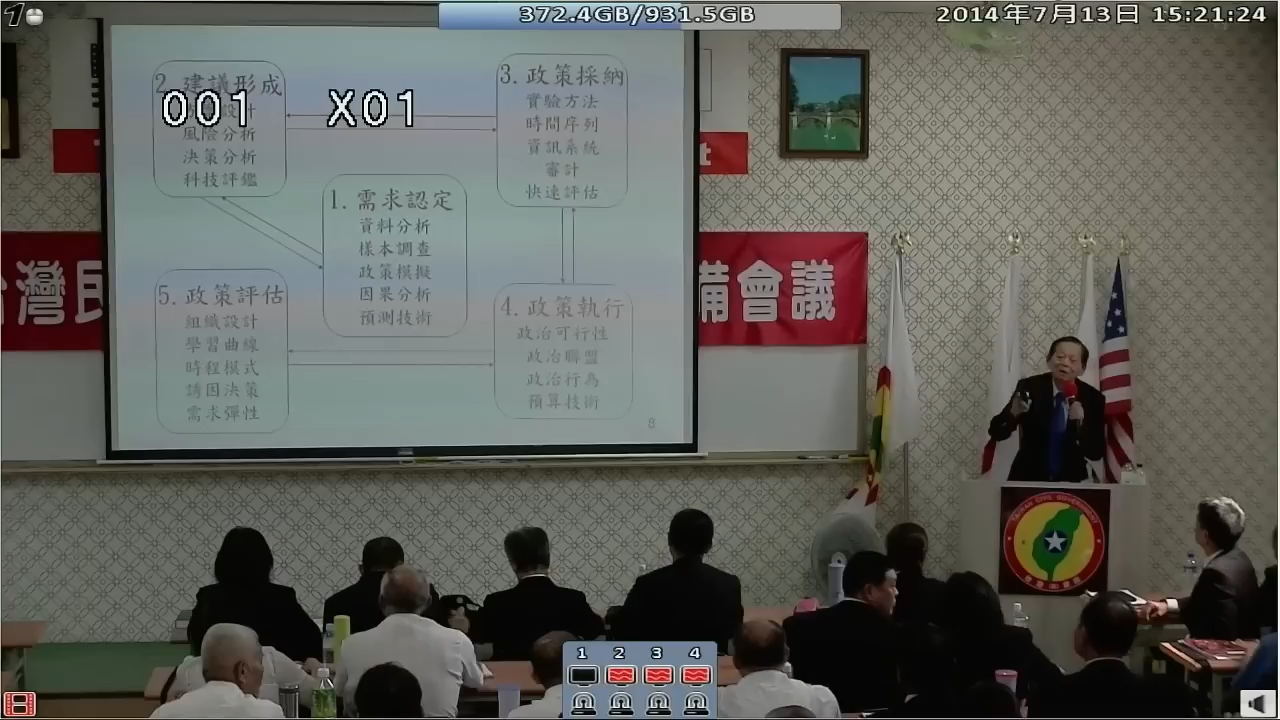 1
372.4GB/931.5GB
2014年7月13日 15:21:24
001 X01
2. 建議形成
設計
風險分析
決策分析
科技評鑑
3. 政策採納
實驗方法
時間序列
資訊系統
審計
快速評估
1. 需求認定
資料分析
樣本調查
政策模擬
因果分析
預測技術
5. 政策評估
組織設計
學習曲線
時程模式
誘因決策
需求彈性
4. 政策執行
政治可行性
政治聯盟
政治行為
預算技術
8
t
台灣民
備會議
TAIWAN CIVIL GOVERNMENT
1 2 3 4